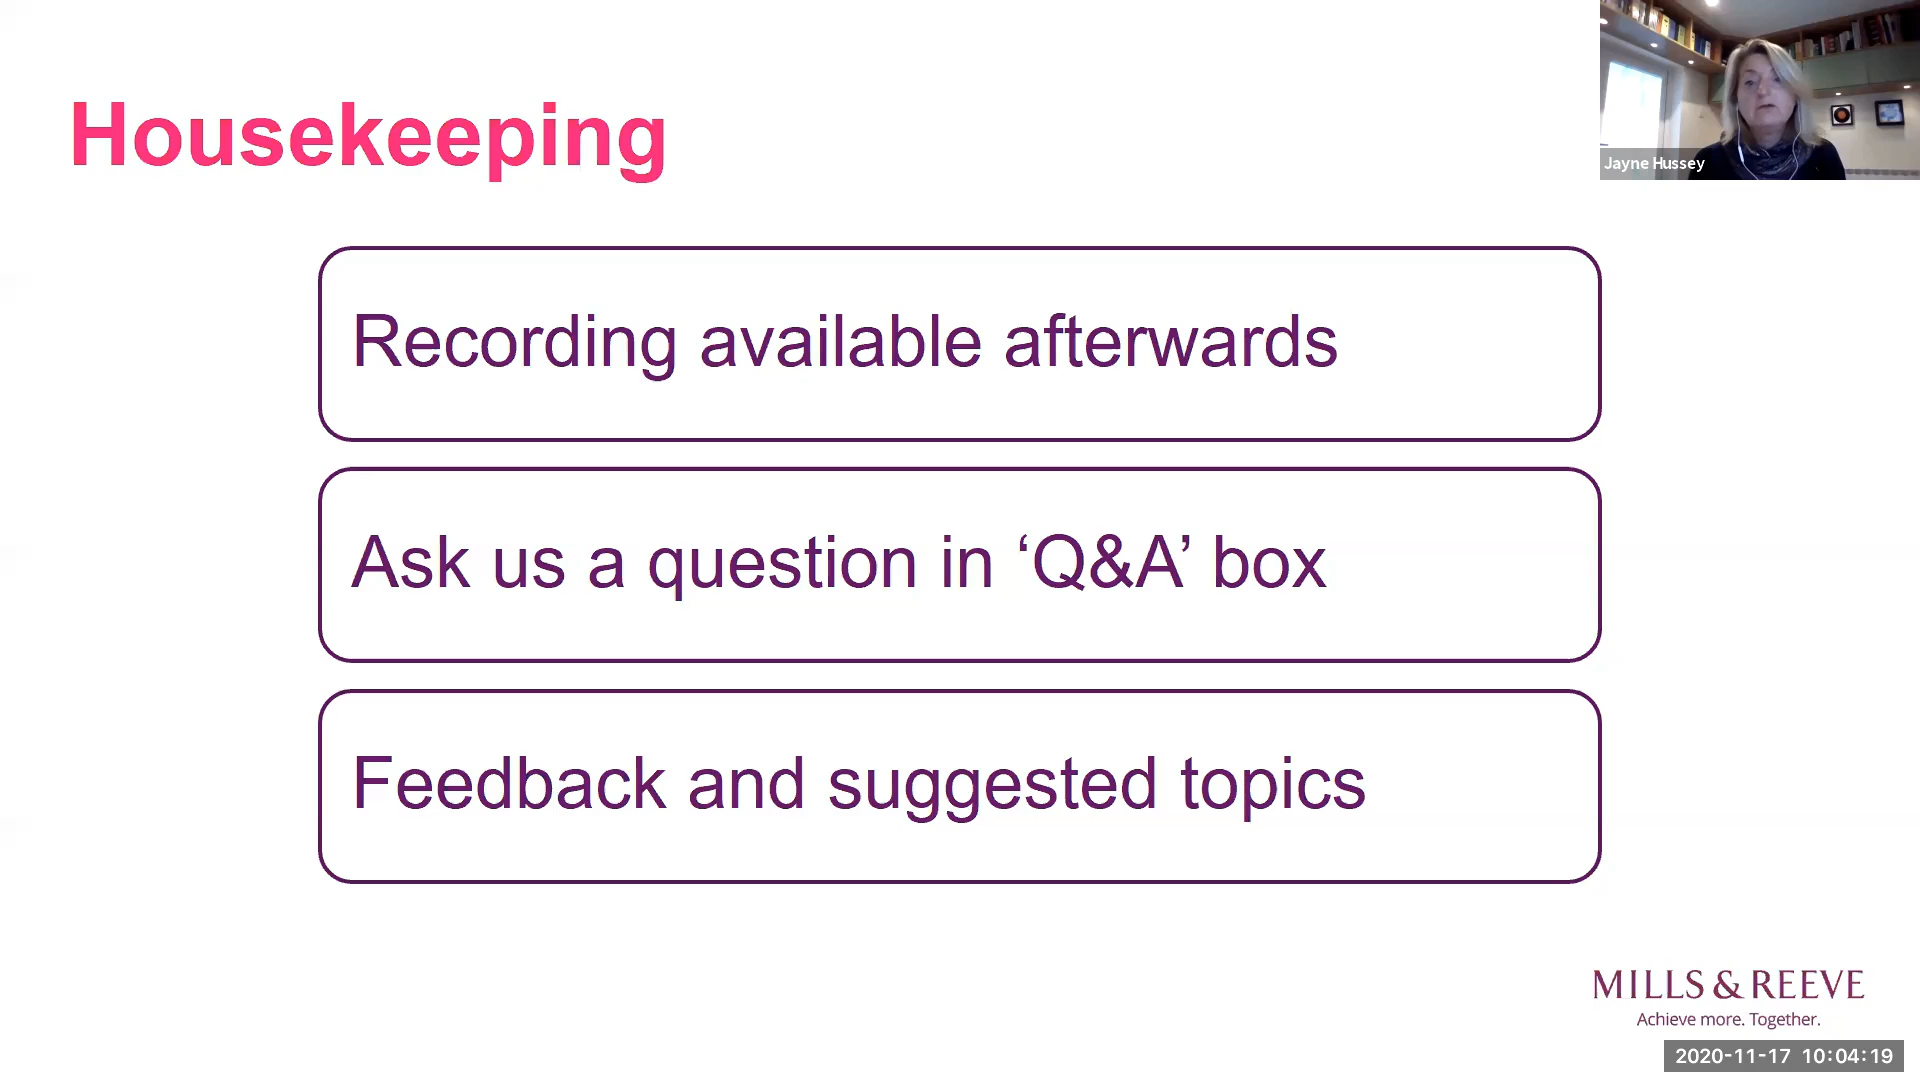 Housekeeping
Jayne Hussey
Recording available afterwards
Ask us a question in ‘Q&A’ box
Feedback and suggested topics
MILLS & REEVE
Achieve more. Together.
2020-11-17 10:04:19